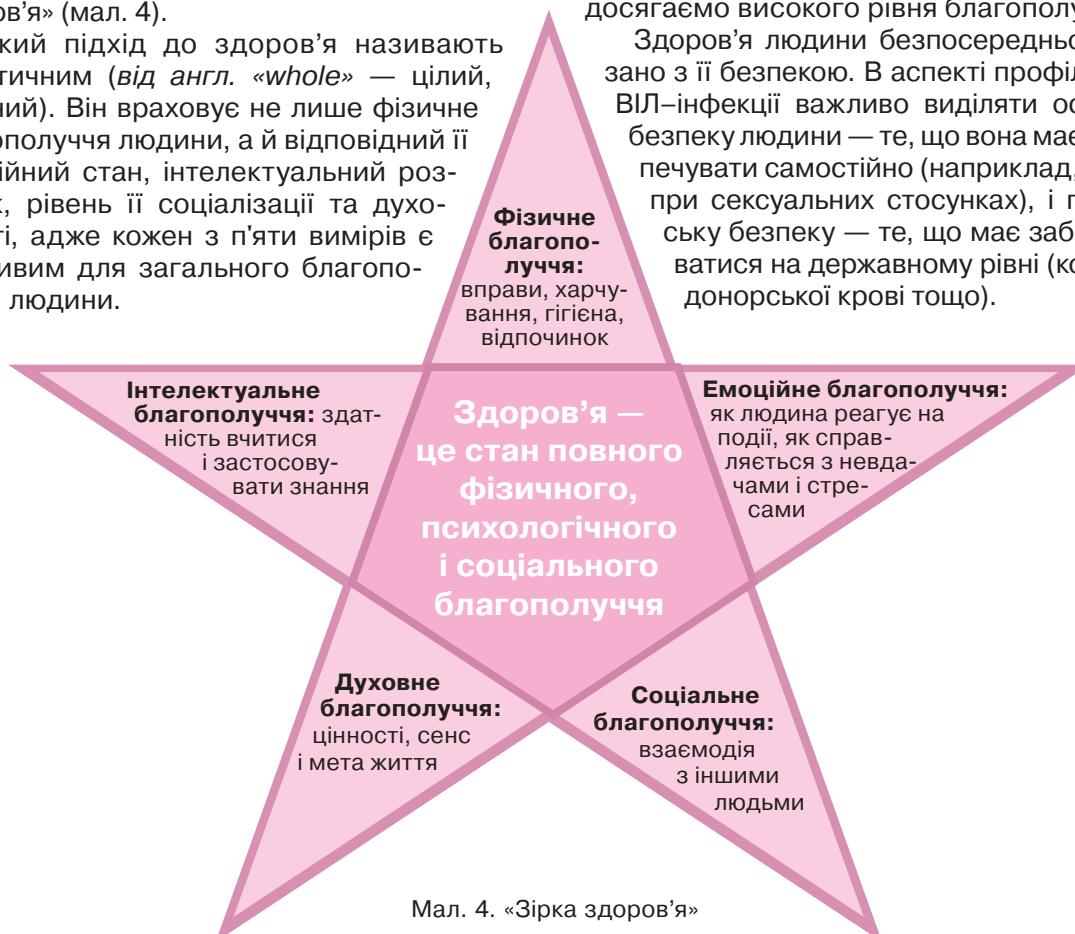 ов’я» (мал. 4).
кий підхід до здоров’я називають
тичним (від англ. «whole» — цілий,
ний). Він враховує не лише фізичне
ополуччя людини, а й відповідний її
ійний стан, інтелектуальний роз-
к, рівень її соціалізації та духо-
ті, адже кожен з п'яти вимірів є
ливим для загального благопо-
людини.
досягаємо високого рівня благополу
Здоров’я людини безпосередньо
зано з її безпекою. В аспекті профіл
ВІЛ–інфекції важливо виділяти ос
безпеку людини — те, що вона має
печувати самостійно (наприклад,
при сексуальних стосунках), і г
ську безпеку — те, що має заб
ватися на державному рівні (ко
донорської крові тощо).
Фізичне
благопо-
луччя:
вправи, харчу-
вання, гігієна,
відпочинок
Інтелектуальне
благополуччя: здат-
ність вчитися
і застосову-
вати знання
Здоров’я —
це стан повного
фізичного,
психологічного
і соціального
благополуччя
Емоційне благополуччя:
як людина реагує на
події, як справ-
ляється з невда-
чами і стре-
сами
Духовне
благополуччя:
цінності, сенс
і мета життя
Соціальне
благополуччя:
взаємодія
з іншими
людьми
Мал. 4. «Зірка здоров’я»